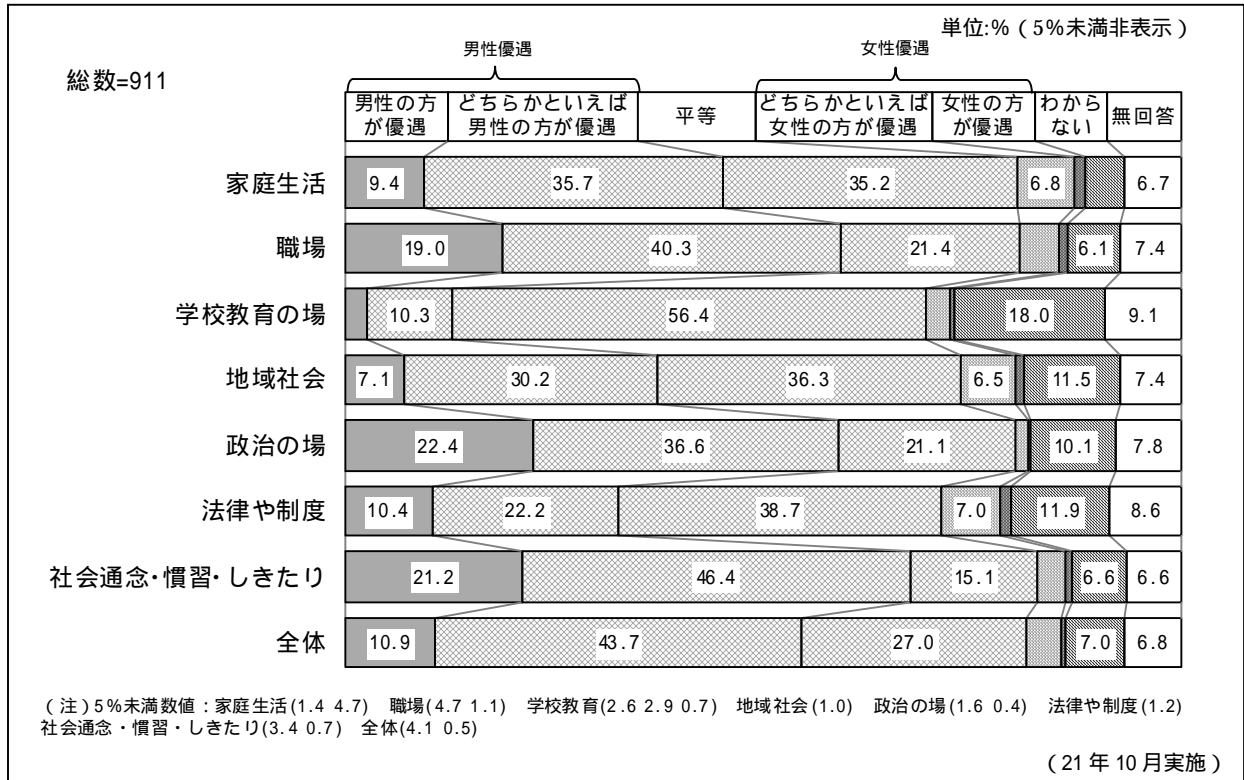 単位:%（5%未満非表示）
男性優遇 女性優遇
総数=911
男性の方が優遇 どちらかといえば男性の方が優遇 平等 どちらかといえば女性の方が優遇 女性の方が優遇 わからない 無回答
家庭生活 9.4 35.7 35.2 6.8 6.7
職場 19.0 40.3 21.4 6.1 7.4
学校教育の場 10.3 56.4 18.0 9.1
地域社会 7.1 30.2 36.3 6.5 11.5 7.4
政治の場 22.4 36.6 21.1 10.1 7.8
法律や制度 10.4 22.2 38.7 7.0 11.9 8.6
社会通念・慣習・しきたり 21.2 46.4 15.1 6.6 6.6
全体 10.9 43.7 27.0 7.0 6.8
（注）5%未満数値：家庭生活(1.4 4.7) 職場(4.7 1.1) 学校教育(2.6 2.9 0.7) 地域社会(1.0) 政治の場(1.6 0.4) 法律や制度(1.2)
社会通念・慣習・しきたり(3.4 0.7) 全体(4.1 0.5)
（21年10月実施）